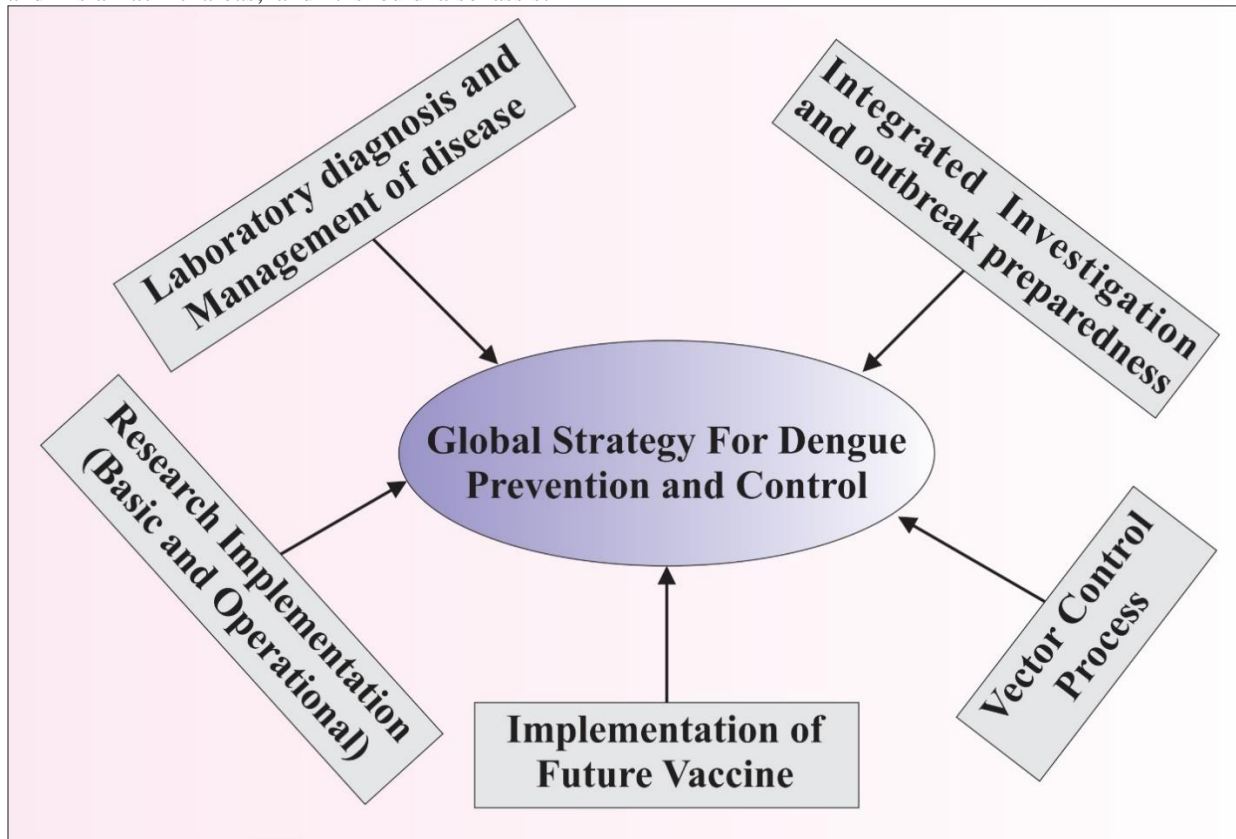 Laboratory diagnosis and
Management of disease
Integrated Investigation
and outbreak preparedness
Global Strategy For Dengue
Prevention and Control
Research Implementation
(Basic and Operational)
Vector Control
Process
Implementation of
Future Vaccine